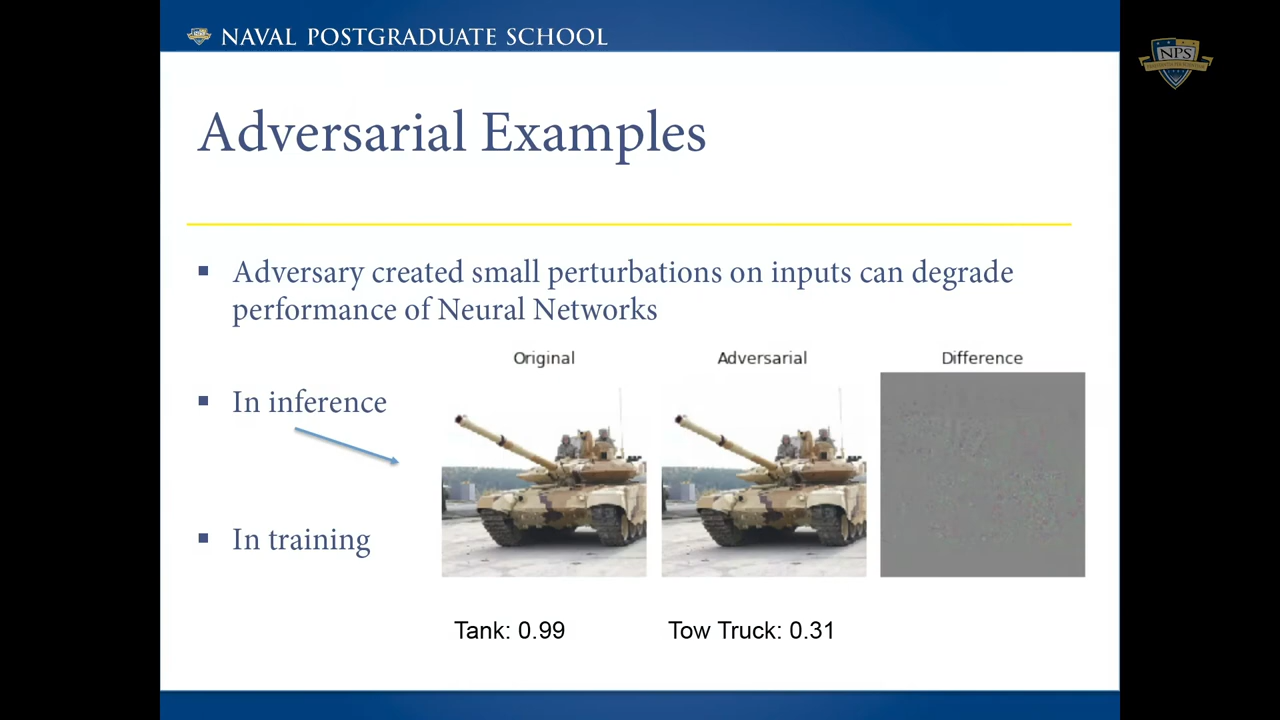 NAVAL POSTGRADUATE SCHOOL
NPS
Adversarial Examples
Adversary created small perturbations on inputs can degrade
performance of Neural Networks
Original
Adversarial
Difference
In inference
In training
Tank: 0.99
Tow Truck: 0.31